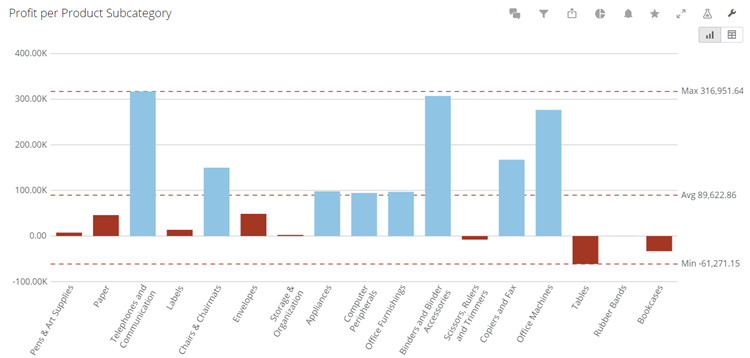 Profit per Product Subcategory
400.00K
300.00K
200.00K
100.00K
0.00
-100.00K
Max 316,951.64
Avg 89,622.86
Min -61,271.15
Pens & Art Supplies
Paper
Telephones and
Communication
Labels
Chairs & Chairmats
Envelopes
Storage &
Organization
Appliances
Computer
Peripherals
Office Furnishings
Binders and Binder
Accessories
Scissors, Rulers
and Trimmers
Copiers and Fax
Office Machines
Tables
Rubber Bands
Bookcases